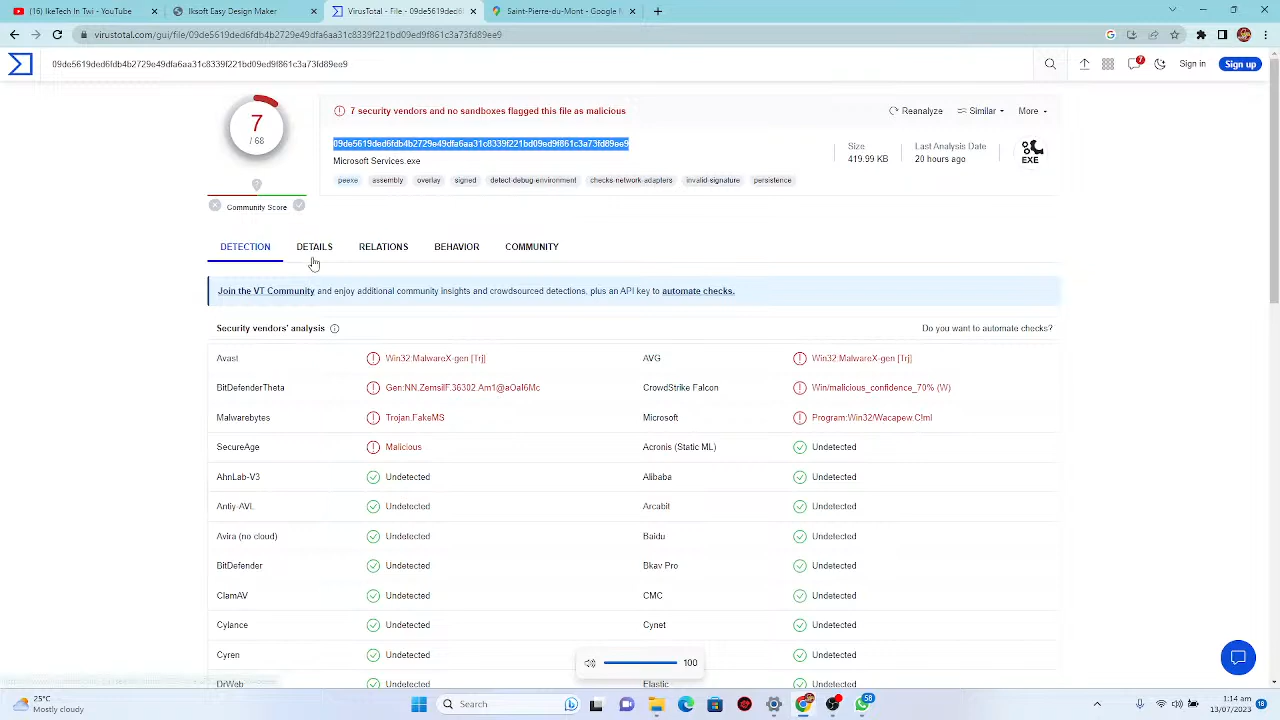 (16) IkeTech In Twi - YouTube
Iksoft Easy Design Maker
VirusTotal - File - 09de5619ded6
Saint-Pierre-du-Mont - Google M
virustotal.com/gui/file/09de5619ded6fdb4b2729e49dfa6aa31c8339f221bd09ed9f861c3a73fd89ee9
09de5619ded6fdb4b2729e49dfa6aa31c8339f221bd09ed9f861c3a73fd89ee9
7
Sign in
Sign up
7
/ 68
7 security vendors and no sandboxes flagged this file as malicious
Reanalyze
Similar
More
09de5619ded6fdb4b2729e49dfa6aa31c8339f221bd09ed9f861c3a73fd89ee9
Microsoft Services.exe
Size
419.99 KB
Last Analysis Date
20 hours ago
EXE
peexe
assembly
overlay
signed
detect-debug-environment
checks-network-adapters
invalid-signature
persistence
Community Score
DETECTION
DETAILS
RELATIONS
BEHAVIOR
COMMUNITY
Join the VT Community and enjoy additional community insights and crowdsourced detections, plus an API key to automate checks.
Security vendors' analysis
Do you want to automate checks?
Avast Win32:MalwareX-gen [Trj] AVG Win32:MalwareX-gen [Trj]
BitDefenderTheta Gen:NN.ZemsilF.36302.Am1@aOaI6Mc CrowdStrike Falcon Win/malicious_confidence_70% (W)
Malwarebytes Trojan.FakeMS Microsoft Program:Win32/Wacapew.C!ml
SecureAge Malicious Acronis (Static ML) Undetected
AhnLab-V3 Undetected Alibaba Undetected
Antiy-AVL Undetected Arcabit Undetected
Avira (no cloud) Undetected Baidu Undetected
BitDefender Undetected Bkav Pro Undetected
ClamAV Undetected CMC Undetected
Cylance Undetected Cynet Undetected
Cyren Undetected
100
DrWeb Undetected Elastic Undetected
25°C
Mostly cloudy
Search
58
1:14 am
13/07/2023
18